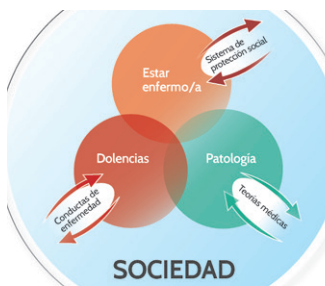 Estar
enfermo/a
Sistema de
protección social
Dolencias
Patología
Conductas de
enfermedad
Teorías médicas
SOCIEDAD